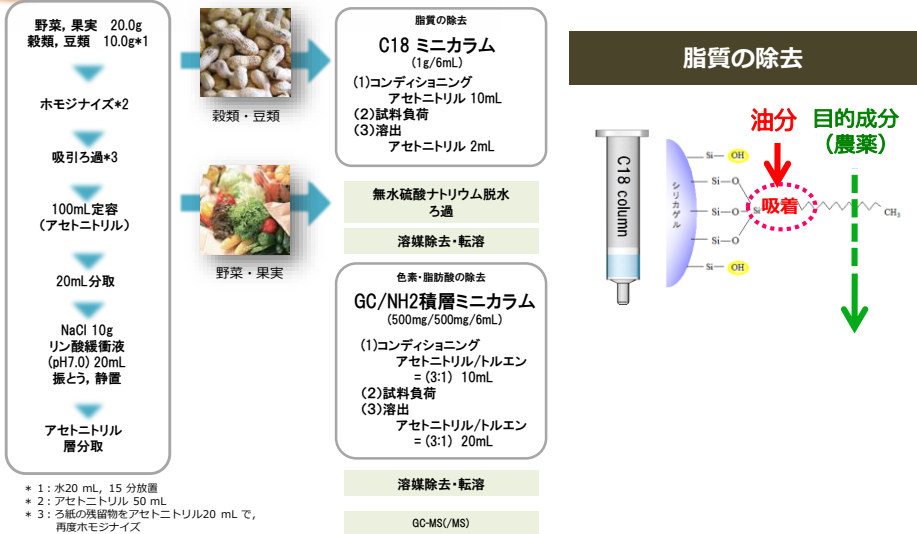 野菜，果実 20.0g
穀類，豆類 10.0g*1
ホモジナイズ*2
吸引ろ過*3
100mL定容
(アセトニトリル)
20mL分取
NaCl 10g
リン酸緩衝液
(pH7.0) 20mL
振とう，静置
アセトニトリル
層分取
＊ 1：水20 mL，15 分放置
＊ 2：アセトニトリル 50 mL
＊ 3：ろ紙の残留物をアセトニトリル20 mL で，
再度ホモジナイズ
穀類・豆類
野菜・果実
脂質の除去
C18 ミニカラム
(1g/6mL)
(1)コンディショニング
アセトニトリル 10mL
(2)試料負荷
(3)溶出
アセトニトリル 2mL
無水硫酸ナトリウム脱水
ろ過
溶媒除去・転溶
色素・脂肪酸の除去
GC/NH2積層ミニカラム
(500mg/500mg/6mL)
(1)コンディショニング
アセトニトリル/トルエン
= (3:1) 10mL
(2)試料負荷
(3)溶出
アセトニトリル/トルエン
= (3:1) 20mL
溶媒除去・転溶
GC-MS(/MS)
脂質の除去
油分
目的成分
（農薬）
C18 column
シリカゲル
Si
OH
Si
O
Si
O
Si
吸着
CH3
Si
O
Si
OH